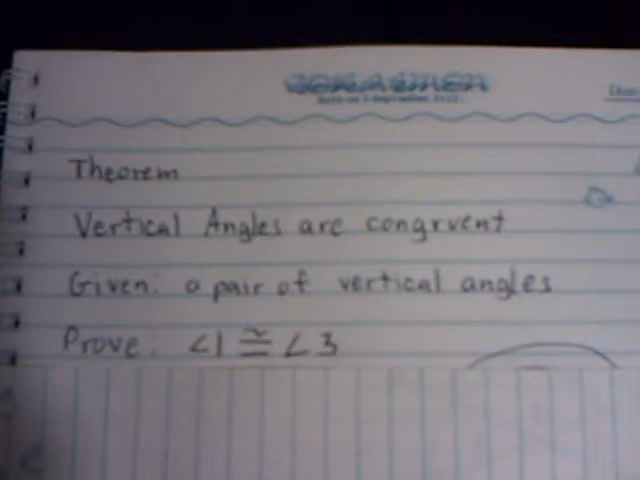 Theorem
Vertical Angles are congruent
Given: a pair of vertical angles
Prove: ∠1 ≅ ∠3